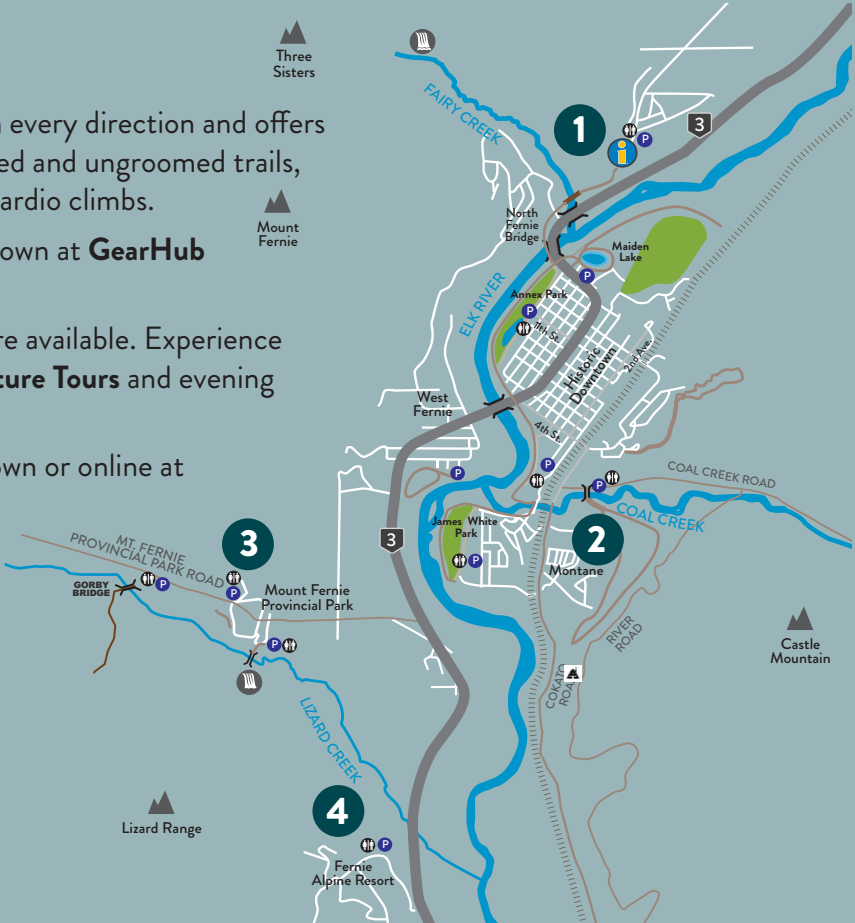 Three
Sisters
FAIRY CREEK
1
3
P
i
n every direction and offers
ed and ungroomed trails,
ardio climbs.
Mount
Fernie
own at GearHub
re available. Experience
ture Tours and evening
own or online at
North
Fernie
Bridge
Maiden
Lake
P
ELK RIVER
Annex Park
P
11th St.
Historic
Downtown
2nd Ave.
West
Fernie
4th St.
P
P
P
COAL CREEK ROAD
COAL CREEK
James White
Park
P
2
Montane
3
3
MT. FERNIE
PROVINCIAL PARK ROAD
GORBY
BRIDGE
P
P
Mount Fernie
Provincial Park
P
RIVER
ROAD
Castle
Mountain
COKATO
ROAD
LIZARD CREEK
Lizard Range
4
P
Fernie
Alpine Resort